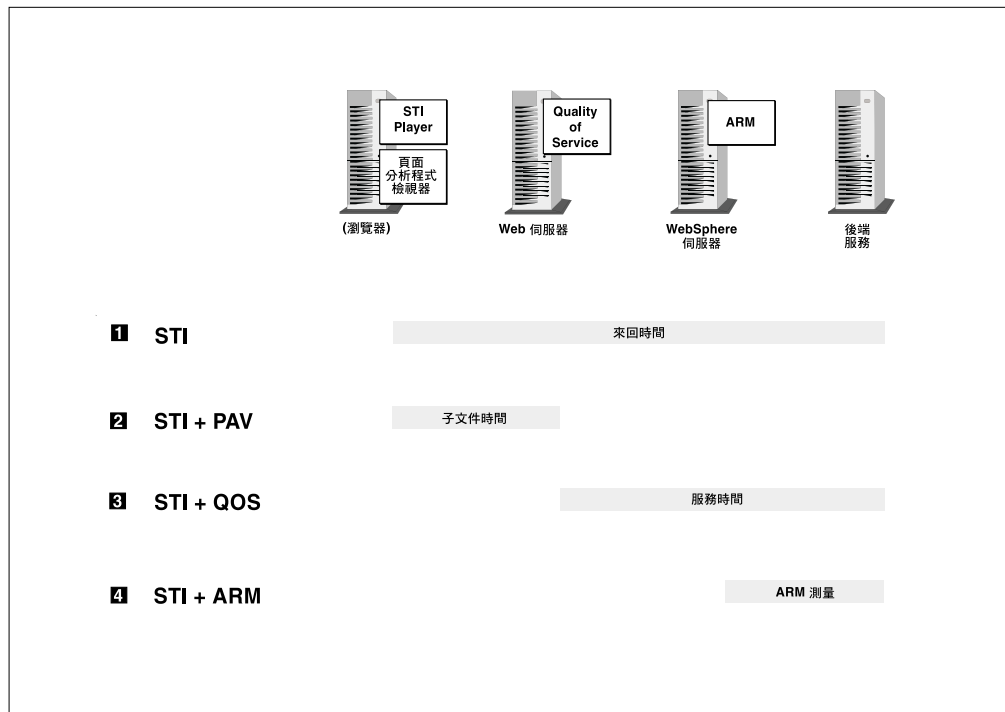 STI
Player
頁面
分析程式
檢視器
(瀏覽器)
Quality
of
Service
Web 伺服器
ARM
WebSphere
伺服器
後端
服務
1 STI
來回時間
2 STI + PAV
子文件時間
3 STI + QOS
服務時間
4 STI + ARM
ARM 測量